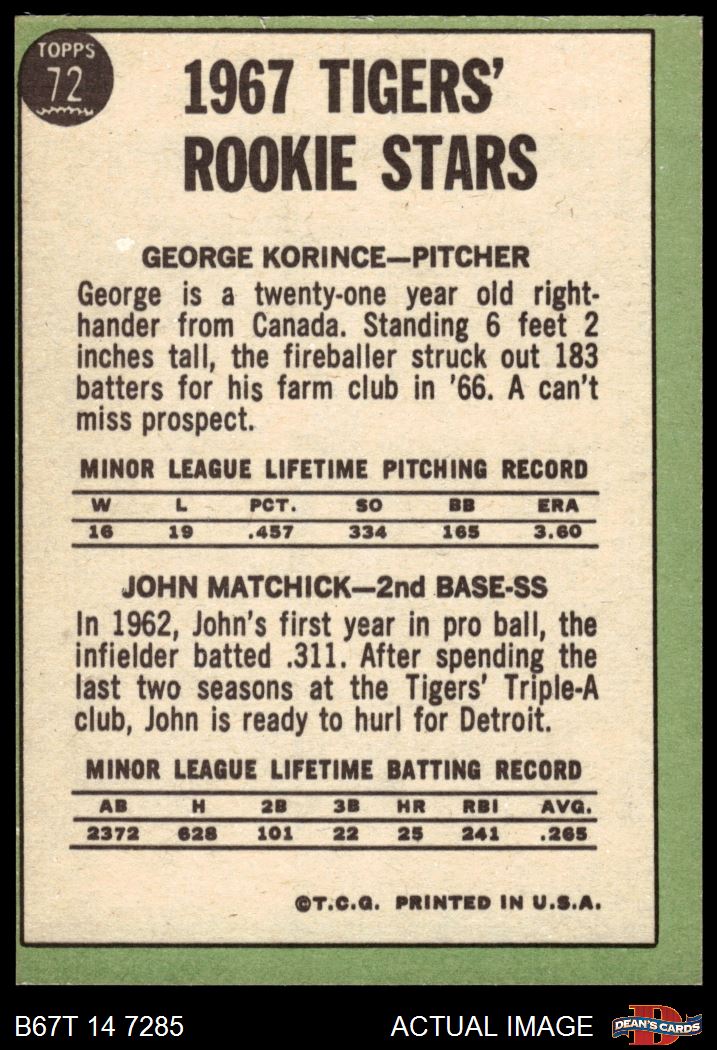 TOPPS
72
1967 TIGERS'
ROOKIE STARS
GEORGE KORINCE—PITCHER
George is a twenty-one year old right-
hander from Canada. Standing 6 feet 2
inches tall, the fireballer struck out 183
batters for his farm club in '66. A can't
miss prospect.
MINOR LEAGUE LIFETIME PITCHING RECORD
W L PCT. SO BB ERA
16 19 .457 334 165 3.60
JOHN MATCHICK—2nd BASE-SS
In 1962, John's first year in pro ball, the
infielder batted .311. After spending the
last two seasons at the Tigers' Triple-A
club, John is ready to hurl for Detroit.
MINOR LEAGUE LIFETIME BATTING RECORD
AB H 2B 3B HR RBI AVG.
2372 628 101 22 25 241 .265
©T.C.G. PRINTED IN U.S.A.
B67T 14 7285 ACTUAL IMAGE DEAN'S CARDS